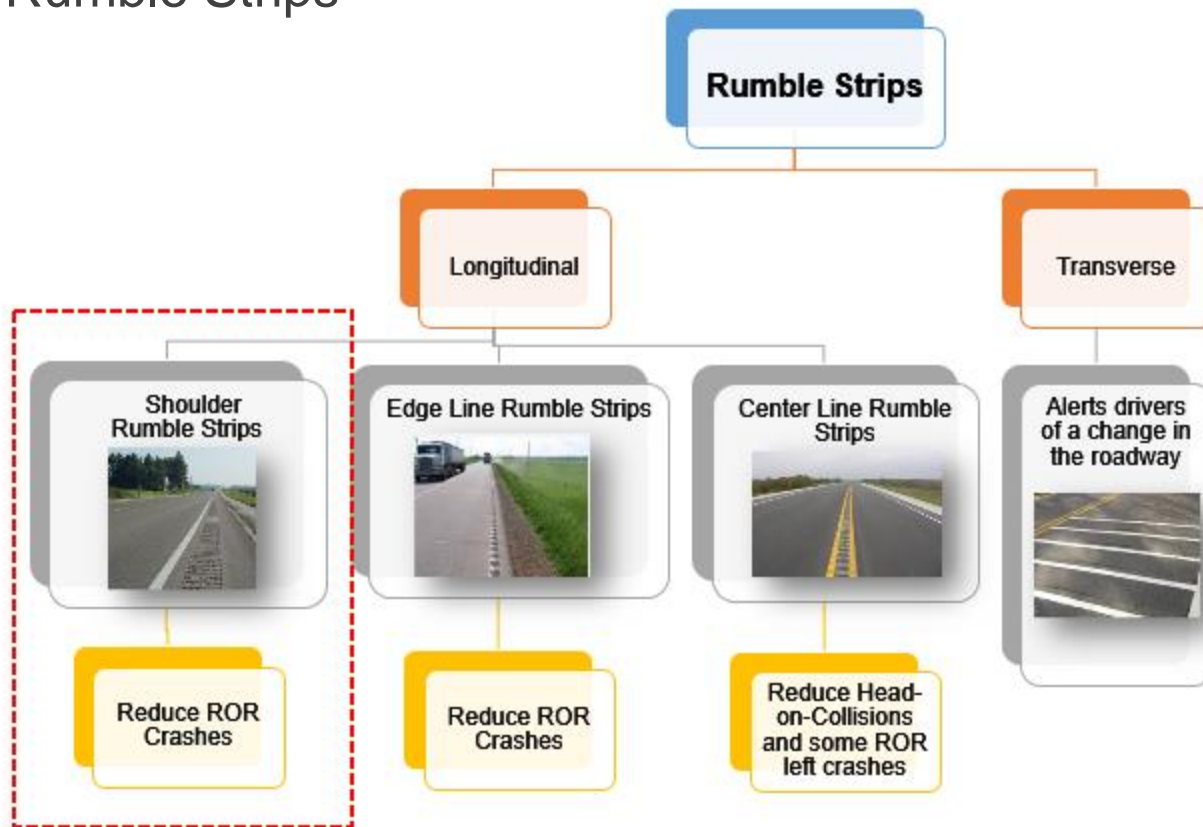 Rumble Strips
Rumble Strips
Longitudinal
Transverse
Shoulder
Rumble Strips
Edge Line Rumble Strips
Center Line Rumble
Strips
Alerts drivers
of a change in
the roadway
Reduce ROR
Crashes
Reduce ROR
Crashes
Reduce Head-
on-Collisions
and some ROR
left crashes